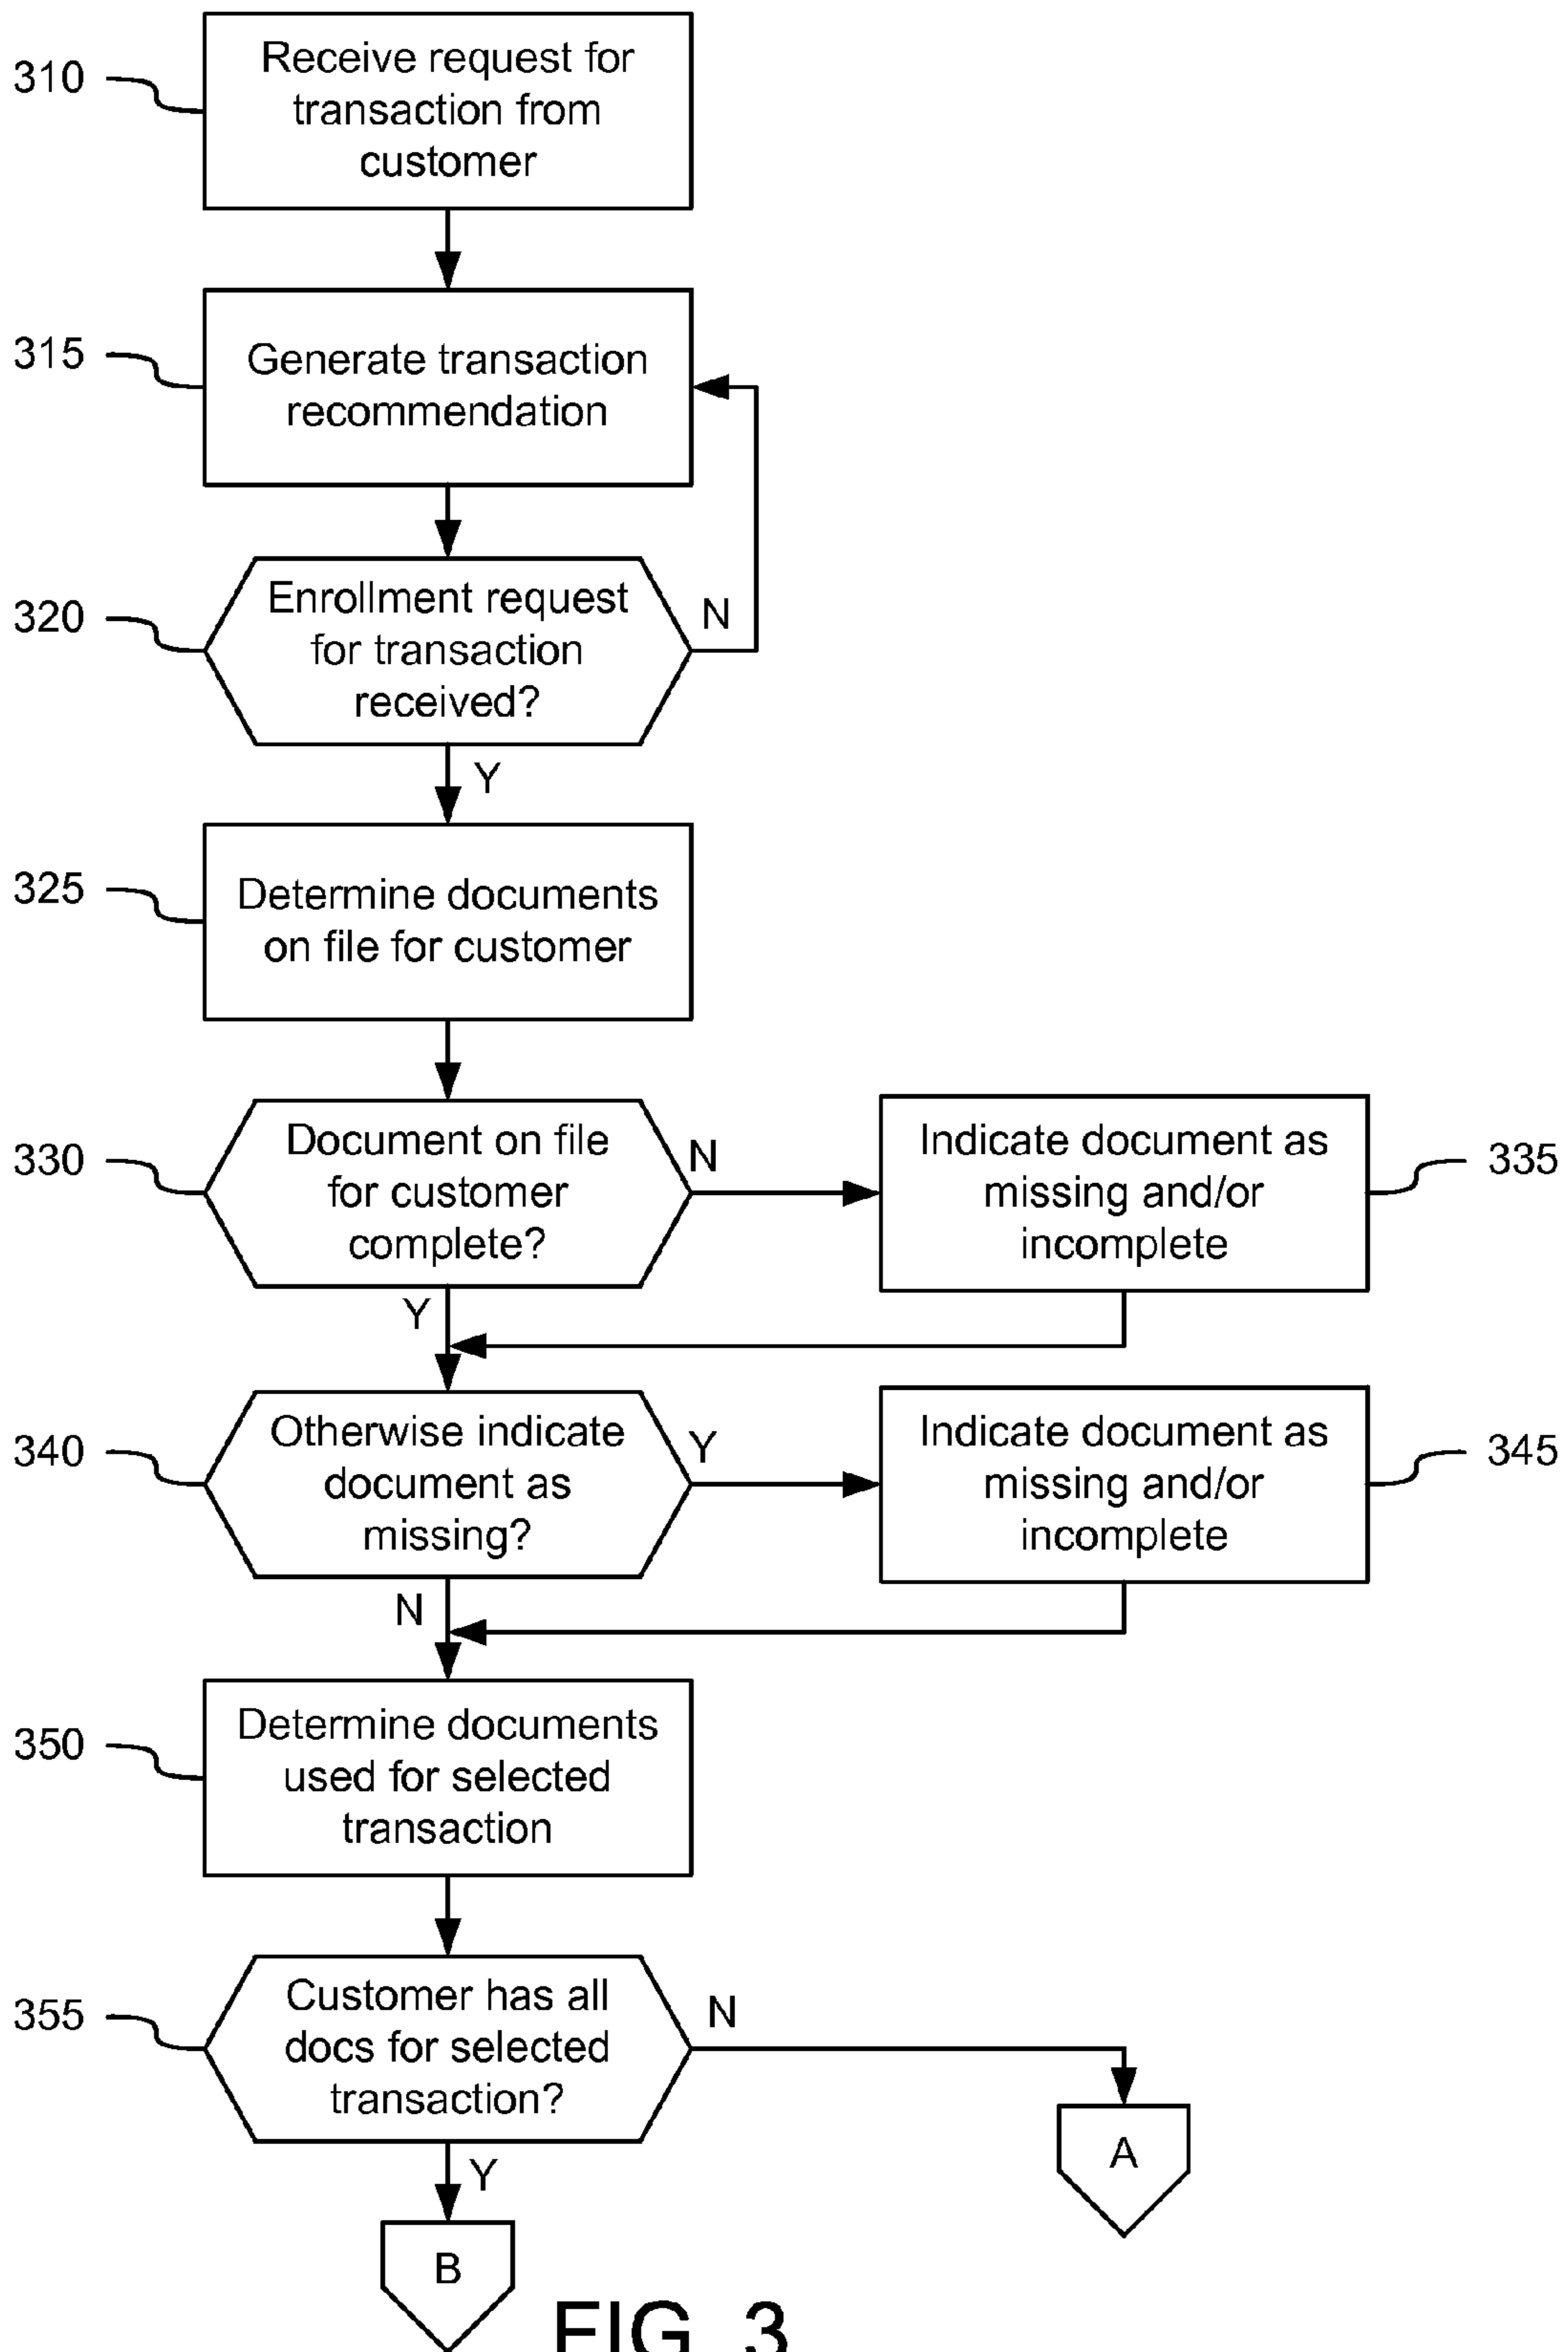 310
Receive request for
transaction from
customer
315
Generate transaction
recommendation
320
Enrollment request
for transaction
received?
N
Y
325
Determine documents
on file for customer
330
Document on file
for customer
complete?
N
Indicate document as
missing and/or
incomplete
335
Y
340
Otherwise indicate
document as
missing?
Y
Indicate document as
missing and/or
incomplete
345
N
350
Determine documents
used for selected
transaction
355
Customer has all
docs for selected
transaction?
N
A
Y
B
FIG. 3